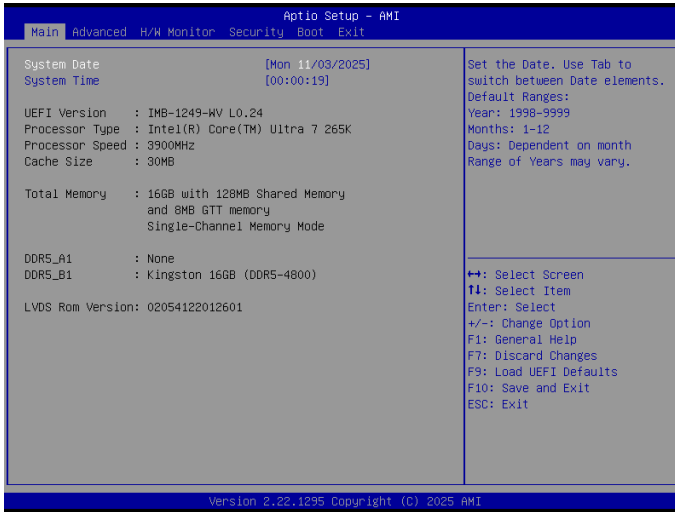 Aptio Setup – AMI
Main Advanced H/W Monitor Security Boot Exit
System Date [Mon 11/03/2025]
System Time [00:00:19]
UEFI Version : IMB-1249-WV L0.24
Processor Type : Intel(R) Core(TM) Ultra 7 265K
Processor Speed : 3900MHz
Cache Size : 30MB
Total Memory : 16GB with 128MB Shared Memory
and 8MB GTT memory
Single-Channel Memory Mode
DDR5_A1 : None
DDR5_B1 : Kingston 16GB (DDR5-4800)
LVDS Rom Version: 02054122012601
Set the Date. Use Tab to
switch between Date elements.
Default Ranges:
Year: 1998-9999
Months: 1-12
Days: Dependent on month
Range of Years may vary.
↔: Select Screen
↑↓: Select Item
Enter: Select
+/-: Change Option
F1: General Help
F7: Discard Changes
F9: Load UEFI Defaults
F10: Save and Exit
ESC: Exit
Version 2.22.1295 Copyright (C) 2025 AMI